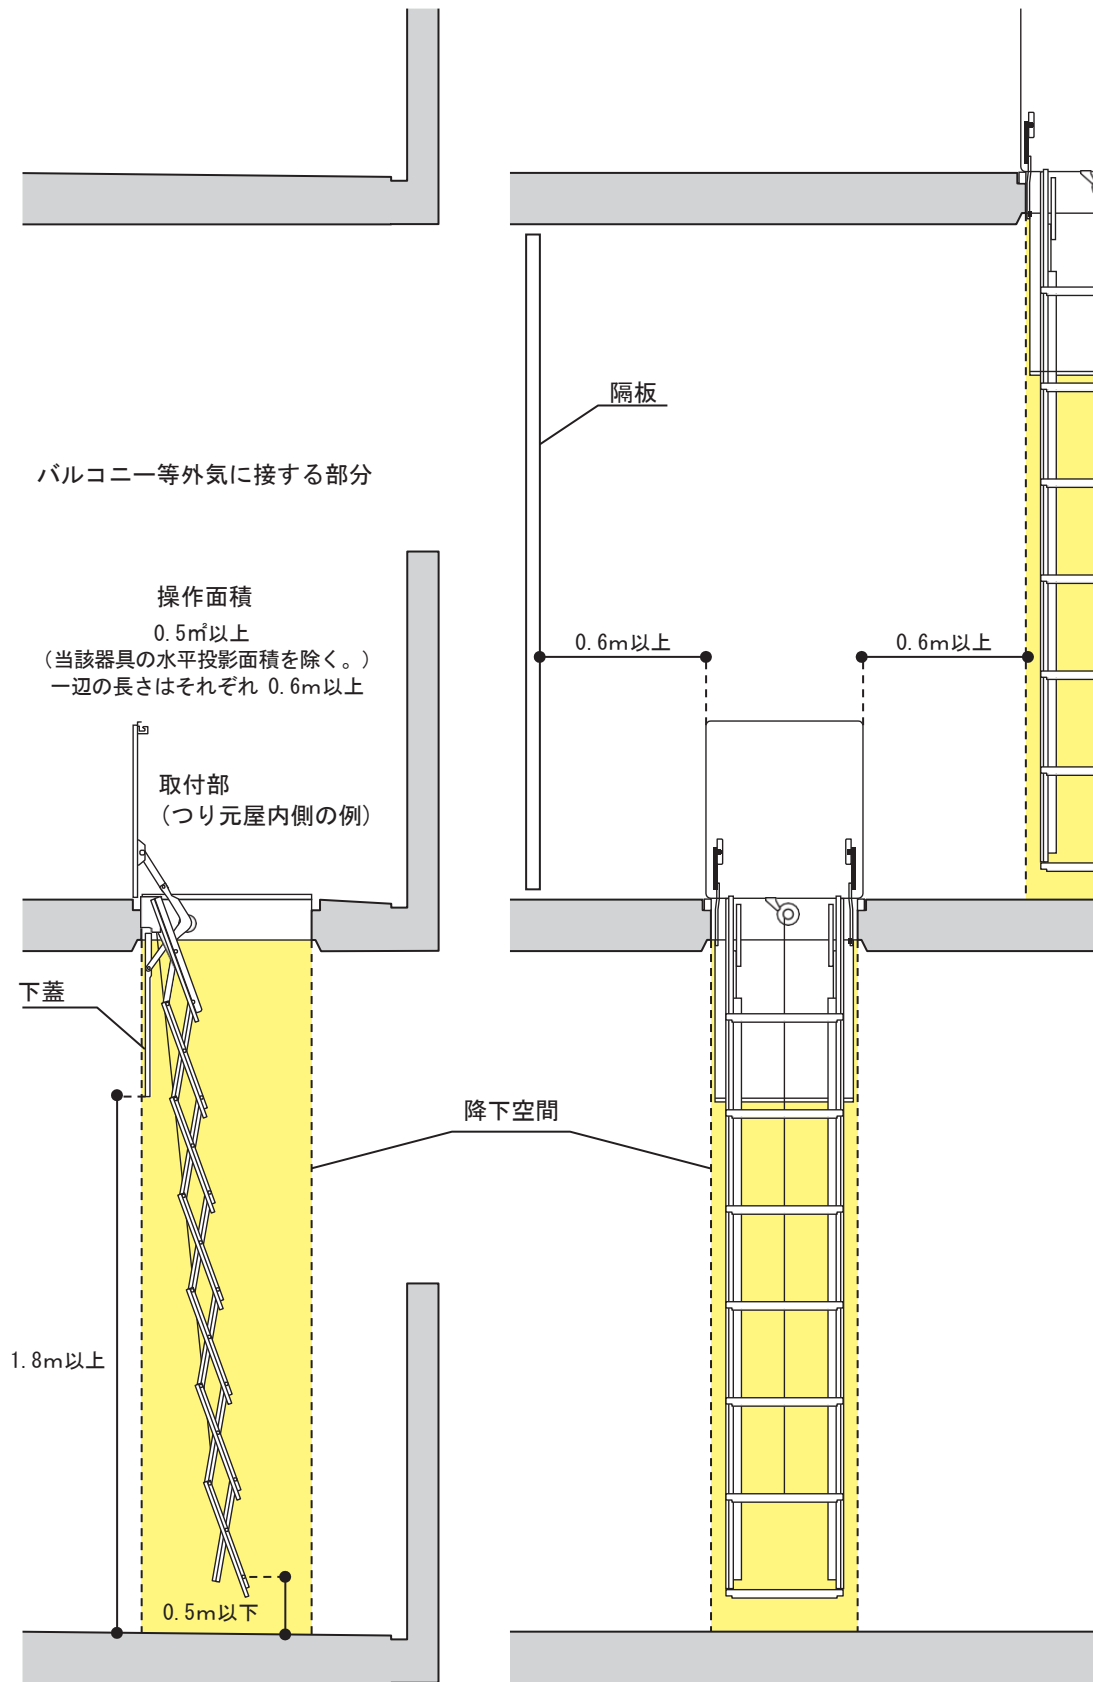 隔板
バルコニー等外気に接する部分
操作面積
0.5㎡以上
（当該器具の水平投影面積を除く。）
一辺の長さはそれぞれ 0.6m以上
0.6m以上
0.6m以上
取付部
（つり元屋内側の例）
下蓋
降下空間
1.8m以上
0.5m以下